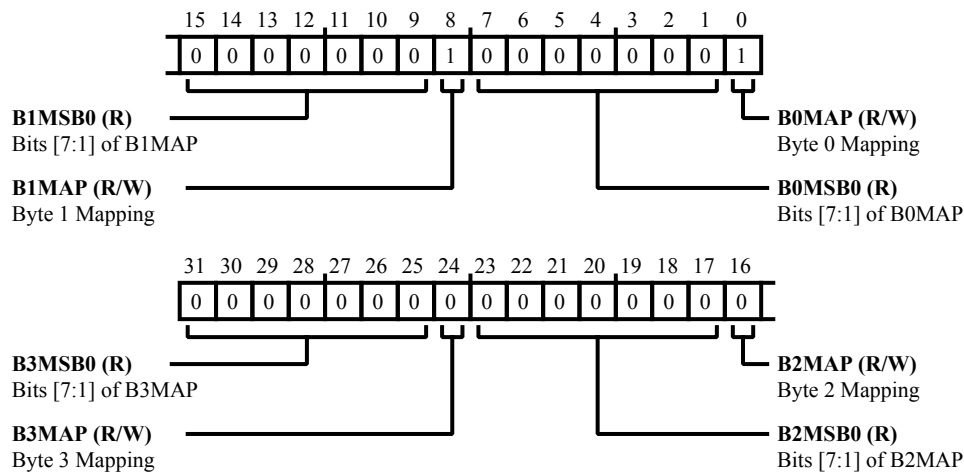 15 14 13 12 11 10 9 8 7 6 5 4 3 2 1 0
0 0 0 0 0 0 0 1 0 0 0 0 0 0 0 1
B1MSB0 (R)
Bits [7:1] of B1MAP
B0MAP (R/W)
Byte 0 Mapping
B1MAP (R/W)
Byte 1 Mapping
B0MSB0 (R)
Bits [7:1] of B0MAP
31 30 29 28 27 26 25 24 23 22 21 20 19 18 17 16
0 0 0 0 0 0 0 0 0 0 0 0 0 0 0 0
B3MSB0 (R)
Bits [7:1] of B3MAP
B2MAP (R/W)
Byte 2 Mapping
B3MAP (R/W)
Byte 3 Mapping
B2MSB0 (R)
Bits [7:1] of B2MAP